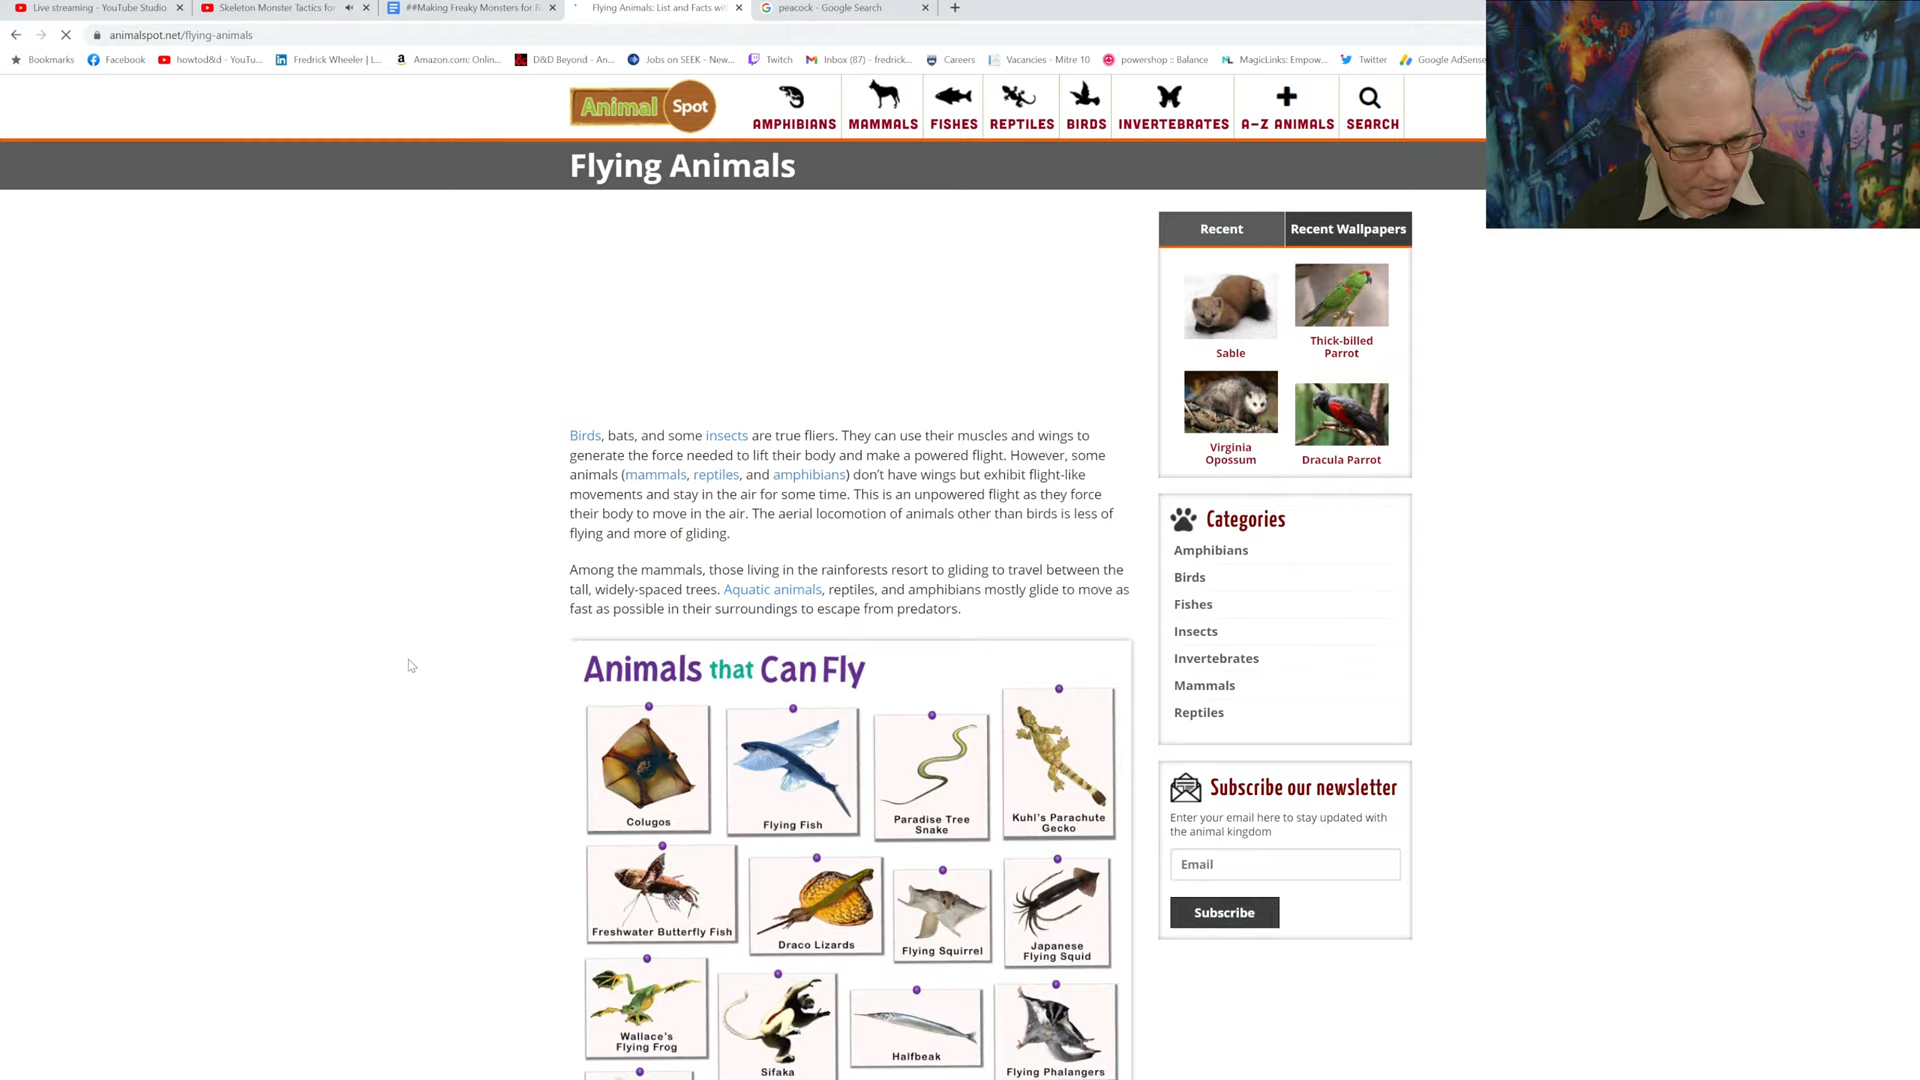 Live streaming - YouTube Studio
Skeleton Monster Tactics for
##Making Freaky Monsters for R
Flying Animals: List and Facts wit
peacock - Google Search
animalspot.net/flying-animals
Bookmarks
Facebook
howtod&d - YouTu...
Fredrick Wheeler | L...
Amazon.com: Onlin...
D&D Beyond - An...
Jobs on SEEK - New...
Twitch
Inbox (87) - fredrick...
Careers
Vacancies - Mitre 10
powershop :: Balance
MagicLinks: Empow...
Twitter
Google AdSense
Animal Spot
AMPHIBIANS
MAMMALS
FISHES
REPTILES
BIRDS
INVERTEBRATES
A-Z ANIMALS
SEARCH
Flying Animals
Birds, bats, and some insects are true fliers. They can use their muscles and wings to
generate the force needed to lift their body and make a powered flight. However, some
animals (mammals, reptiles, and amphibians) don't have wings but exhibit flight-like
movements and stay in the air for some time. This is an unpowered flight as they force
their body to move in the air. The aerial locomotion of animals other than birds is less of
flying and more of gliding.
Among the mammals, those living in the rainforests resort to gliding to travel between the
tall, widely-spaced trees. Aquatic animals, reptiles, and amphibians mostly glide to move as
fast as possible in their surroundings to escape from predators.
Animals that Can Fly
Colugos
Flying Fish
Paradise Tree
Snake
Kuhl's Parachute
Gecko
Freshwater Butterfly Fish
Draco Lizards
Flying Squirrel
Japanese
Flying Squid
Wallace's
Flying Frog
Sifaka
Halfbeak
Flying Phalangers
Recent
Recent Wallpapers
Sable
Thick-billed
Parrot
Virginia
Opossum
Dracula Parrot
Categories
Amphibians
Birds
Fishes
Insects
Invertebrates
Mammals
Reptiles
Subscribe our newsletter
Enter your email here to stay updated with
the animal kingdom
Email
Subscribe